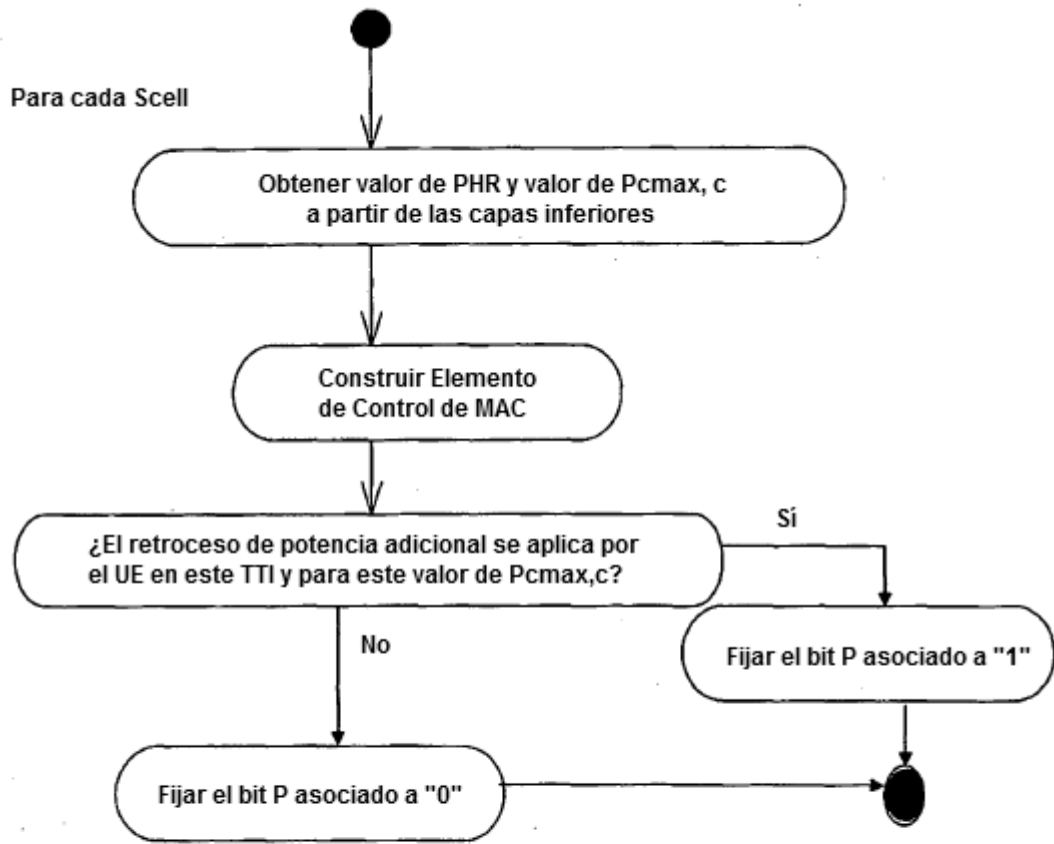 Para cada Scell
Obtener valor de PHR y valor de Pcmax, c
a partir de las capas inferiores
Construir Elemento
de Control de MAC
¿El retroceso de potencia adicional se aplica por
el UE en este TTI y para este valor de Pcmax,c?
Sí
No
Fijar el bit P asociado a "1"
Fijar el bit P asociado a "0"